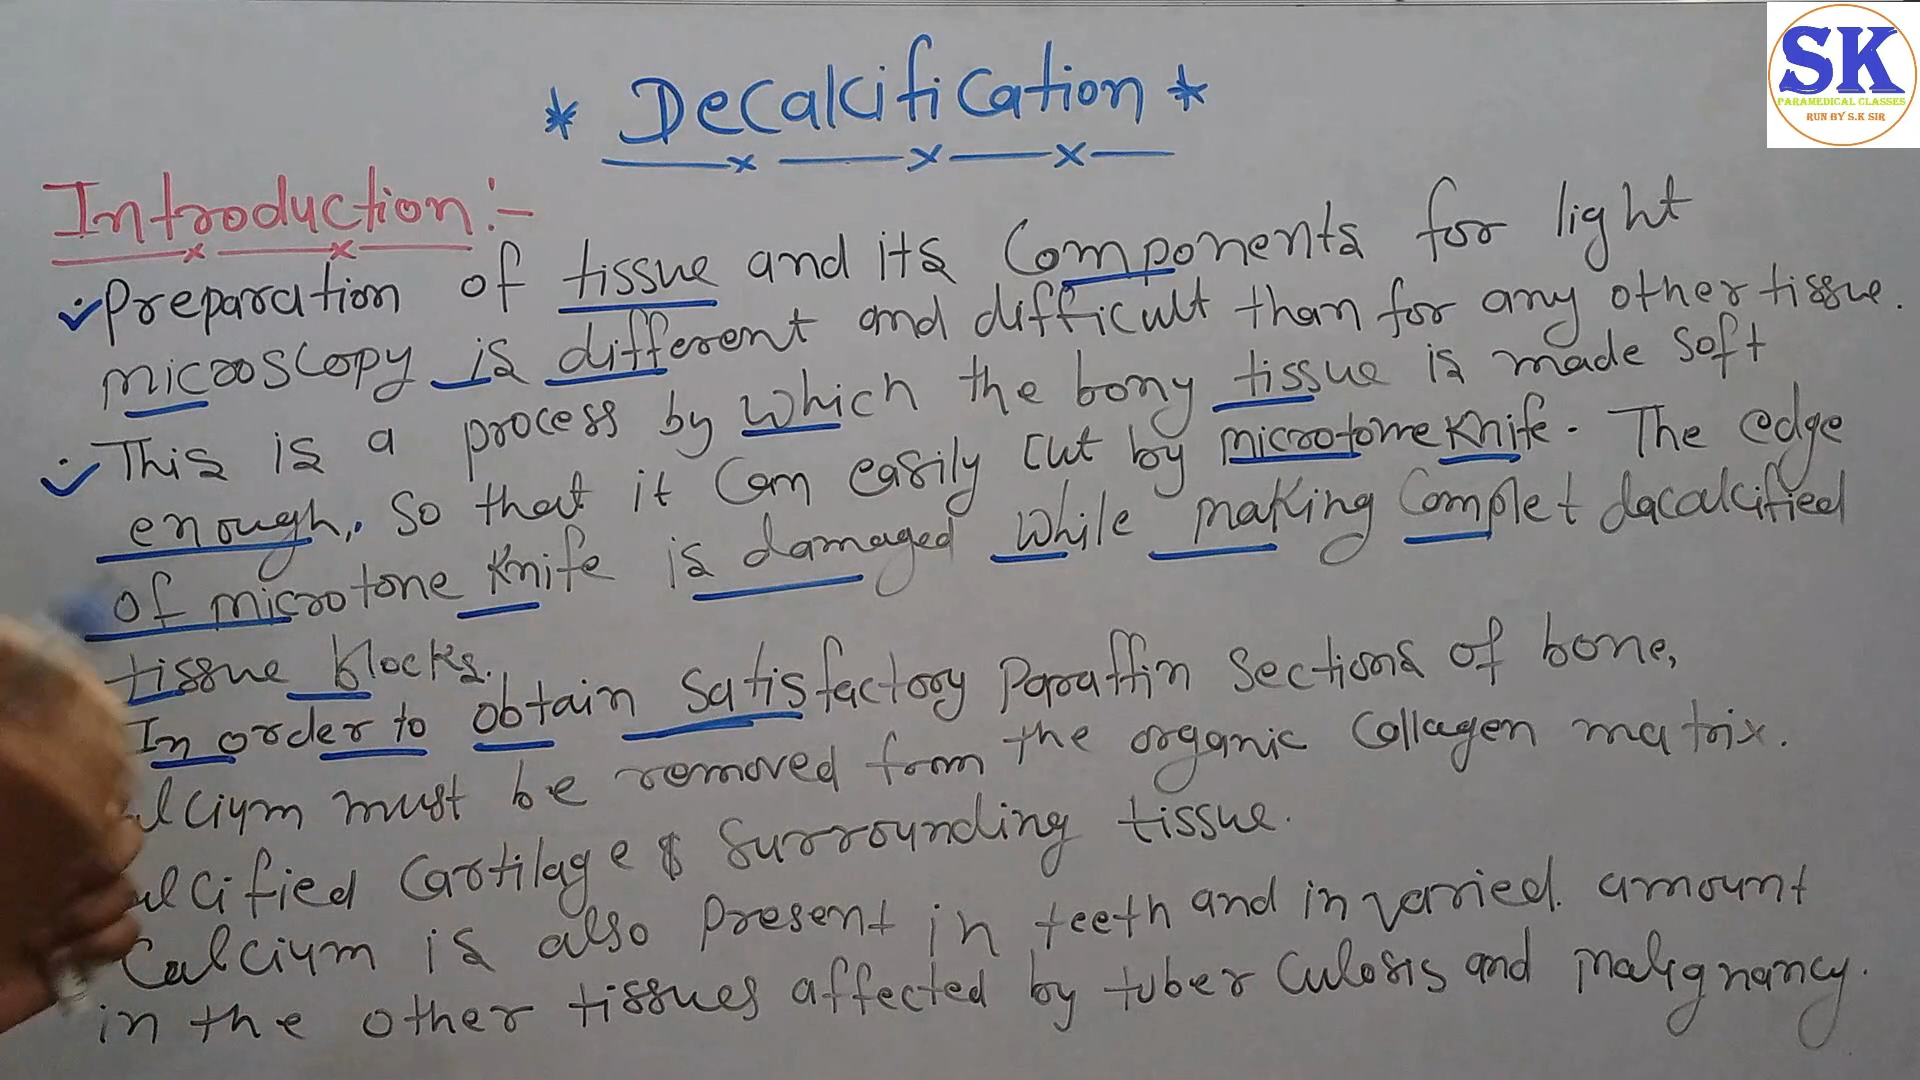 SK
PARAMEDICAL CLASSES
RUN BY S.K SIR
* Decalcification *
Introduction:-
Preparation of tissue and its components for light
microscopy is different and difficult than for any other tissue.
This is a process by which the bony tissue is made soft
enough, so that it can easily cut by microtome knife. The edge
of microtone knife is damaged while making complet dacalcified
tissue blocks.
In order to obtain satisfactory paraffin sections of bone,
lcium must be removed from the organic collagen matrix.
lcified cartilage & surrounding tissue.
Calcium is also present in teeth and in varied. amount
in the other tissues affected by tuberculosis and malignancy.